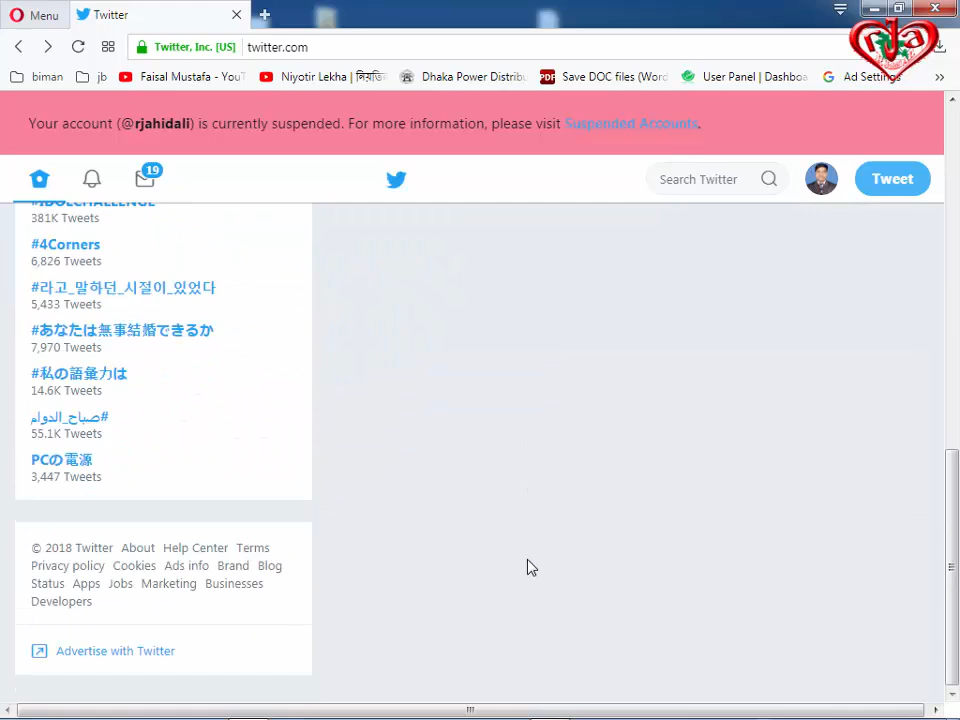 Menu
Twitter
Twitter, Inc. [US] twitter.com
rja
biman jb Faisal Mustafa - YouT Niyotir Lekha | নিয়তির Dhaka Power Distribu PDF Save DOC files (Word User Panel | Dashboa G Ad Settings »
Your account (@rjahidali) is currently suspended. For more information, please visit Suspended Accounts.
19
Search Twitter
Tweet
#IDOLCHALLENGE
381K Tweets
#4Corners
6,826 Tweets
#라고_말하던_시절이_있었다
5,433 Tweets
#あなたは無事結婚できるか
7,970 Tweets
#私の語彙力は
14.6K Tweets
#صباح_الدوام
55.1K Tweets
PCの電源
3,447 Tweets
© 2018 Twitter About Help Center Terms
Privacy policy Cookies Ads info Brand Blog
Status Apps Jobs Marketing Businesses
Developers
Advertise with Twitter